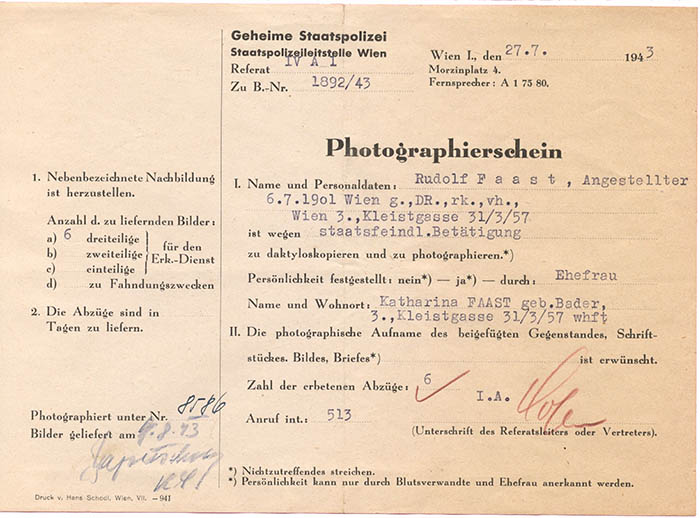 Geheime Staatspolizei
Staatspolizeileitstelle Wien
Referat IV A 1
Zu B.-Nr. 1892/43
Wien I., den 27.7. 1943
Morzinplatz 4.
Fernsprecher: A 1 75 80.
Photographierschein
1. Nebenbezeichnete Nachbildung
ist herzustellen.
Anzahl d. zu liefernden Bilder:
a) 6 dreiteilige
b) zweiteilige
c) einteilige
für den
Erk.-Dienst
d) zu Fahndungszwecken
2. Die Abzüge sind in
Tagen zu liefern.
Photographiert unter Nr. 8586
Bilder geliefert am 9.8.43
I. Name und Personaldaten: Rudolf F a a s t , Angestellter
6.7.19ol Wien g.,DR.,rk.,vh.,
Wien 3.,Kleistgasse 31/3/57
ist wegen staatsfeindl.Betätigung
zu daktyloskopieren und zu photographieren.*)
Persönlichkeit festgestellt: nein*) — ja*) — durch: Ehefrau
Name und Wohnort: Katharina FAAST geb.Bader,
3.,Kleistgasse 31/3/57 whft
II. Die photographische Aufname des beigefügten Gegenstandes, Schrift-
stückes. Bildes, Briefes*) ist erwünscht.
Zahl der erbetenen Abzüge: 6
I.A.
Anruf int.: 513
(Unterschrift des Referatsleiters oder Vertreters).
*) Nichtzutreffendes streichen.
*) Persönlichkeit kann nur durch Blutsverwandte und Ehefrau anerkannt werden.
Druck v. Hans Schodl, Wien, VII. — 941